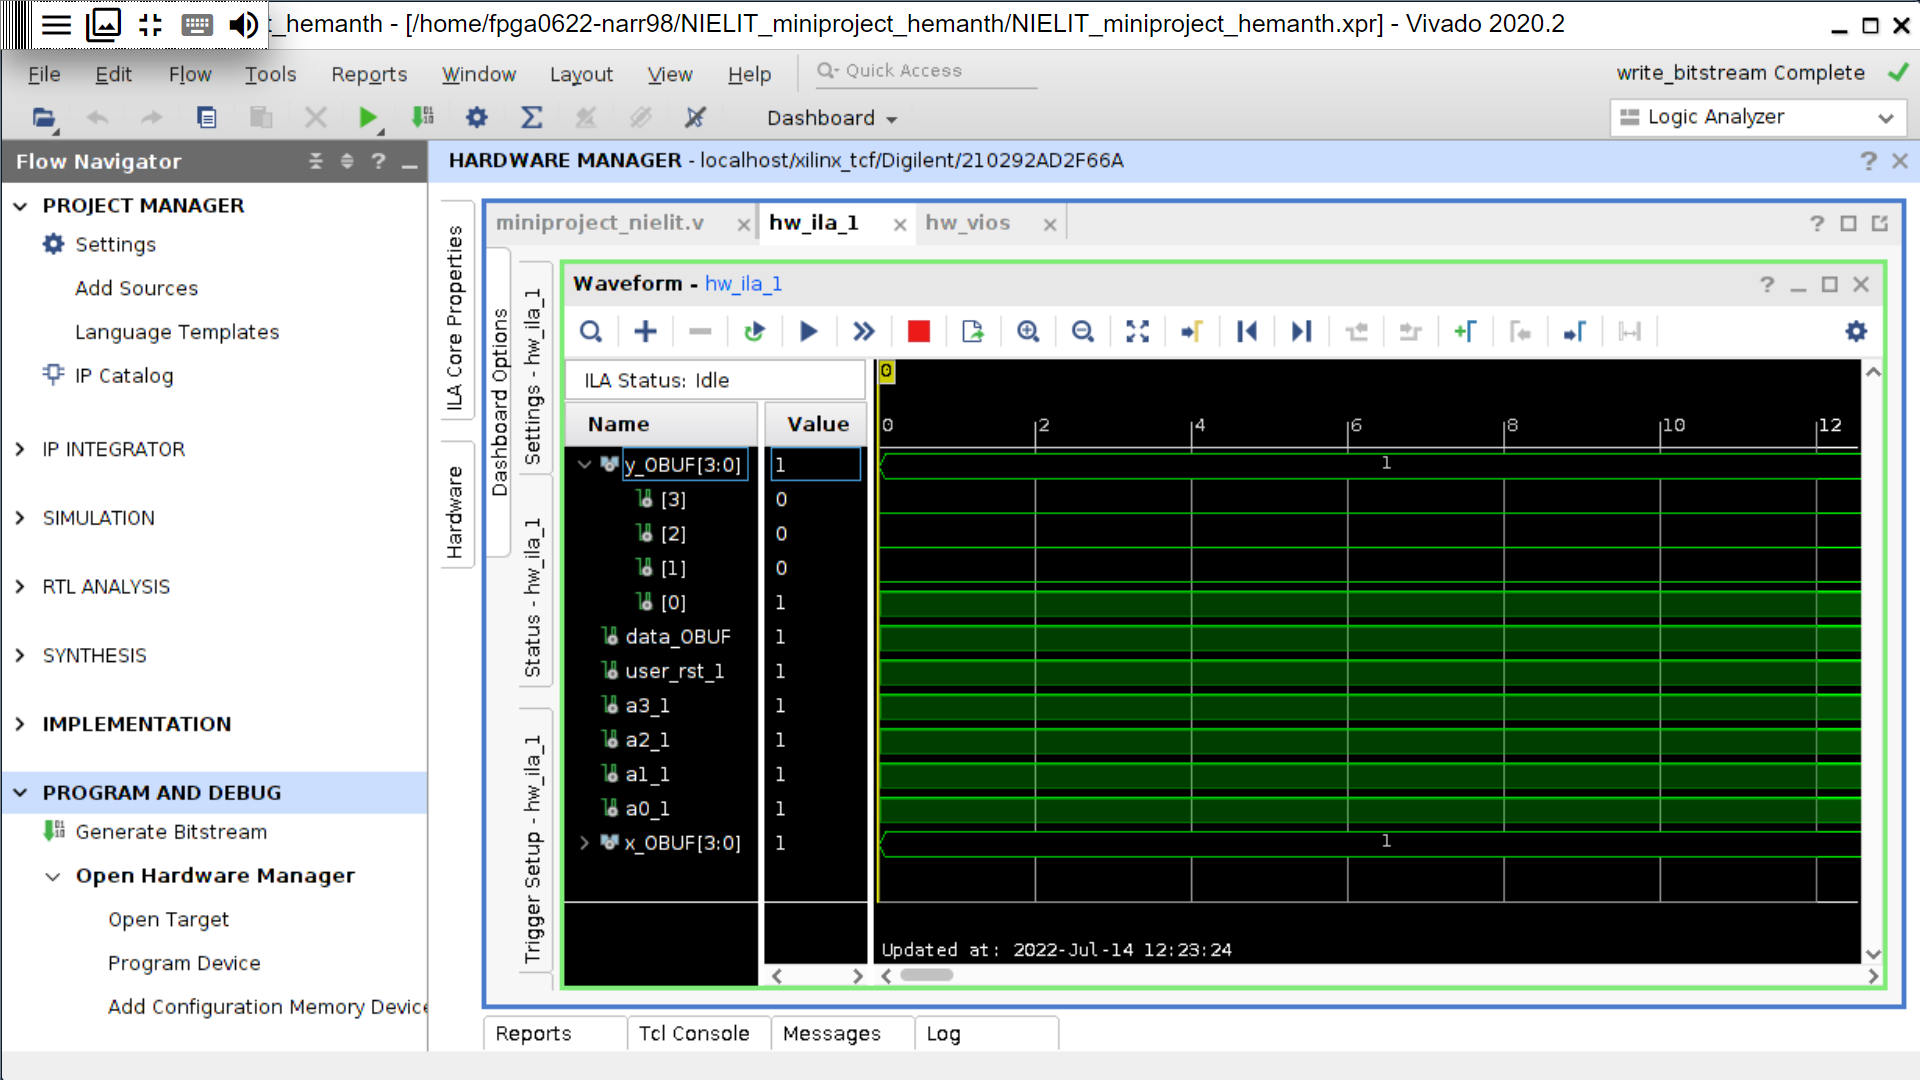 t_hemanth - [/home/fpga0622-narr98/NIELIT_miniproject_hemanth/NIELIT_miniproject_hemanth.xpr] - Vivado 2020.2
File Edit Flow Tools Reports Window Layout View Help Quick Access write_bitstream Complete
Dashboard Logic Analyzer
Flow Navigator
HARDWARE MANAGER - localhost/xilinx_tcf/Digilent/210292AD2F66A
PROJECT MANAGER
Settings
Add Sources
Language Templates
IP Catalog
IP INTEGRATOR
SIMULATION
RTL ANALYSIS
SYNTHESIS
IMPLEMENTATION
PROGRAM AND DEBUG
Generate Bitstream
Open Hardware Manager
Open Target
Program Device
Add Configuration Memory Device
ILA Core Properties
Hardware
Dashboard Options
Settings - hw_ila_1
Status - hw_ila_1
Trigger Setup - hw_ila_1
miniproject_nielit.v hw_ila_1 hw_vios
Waveform - hw_ila_1
ILA Status: Idle
0
Name Value 0 2 4 6 8 10 12
y_OBUF[3:0] 1 1
[3] 0
[2] 0
[1] 0
[0] 1
data_OBUF 1
user_rst_1 1
a3_1 1
a2_1 1
a1_1 1
a0_1 1
x_OBUF[3:0] 1 1
Updated at: 2022-Jul-14 12:23:24
Reports Tcl Console Messages Log